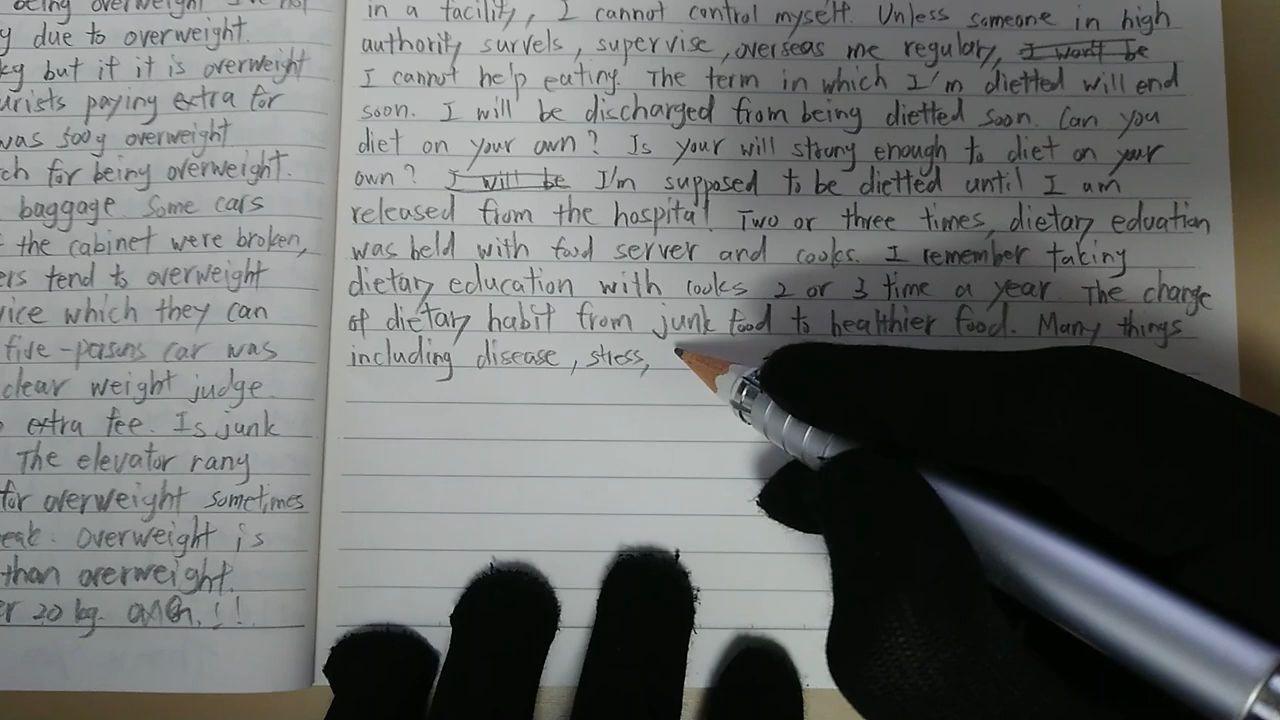 being overweight I've not
y due to overweight.
kg but if it is overweight
urists paying extra for
was 500g overweight
ch for being overweight.
baggage. Some cars
the cabinet were broken,
ers tend to overweight
vice which they can
five-persons car was
clear weight judge.
extra fee. Is junk
The elevator rang
for overweight sometimes
eak. overweight is
than overweight.
r 20 kg.
in a facility, I cannot control myself. Unless someone in high
authority survels, supervise, overseas me regulary, I won't be
I cannot help eating. The term in which I'm dietted will end
soon. I will be discharged from being dietted soon. Can you
diet on your own? Is your will strong enough to diet on your
own? I will be I'm supposed to be dietted until I am
released from the hospital. Two or three times, dietary eduation
was held with food server and cooks. I remember taking
dietary education with cooks 2 or 3 time a year. The change
of dietary habit from junk food to healthier food. Many things
including disease, stress,